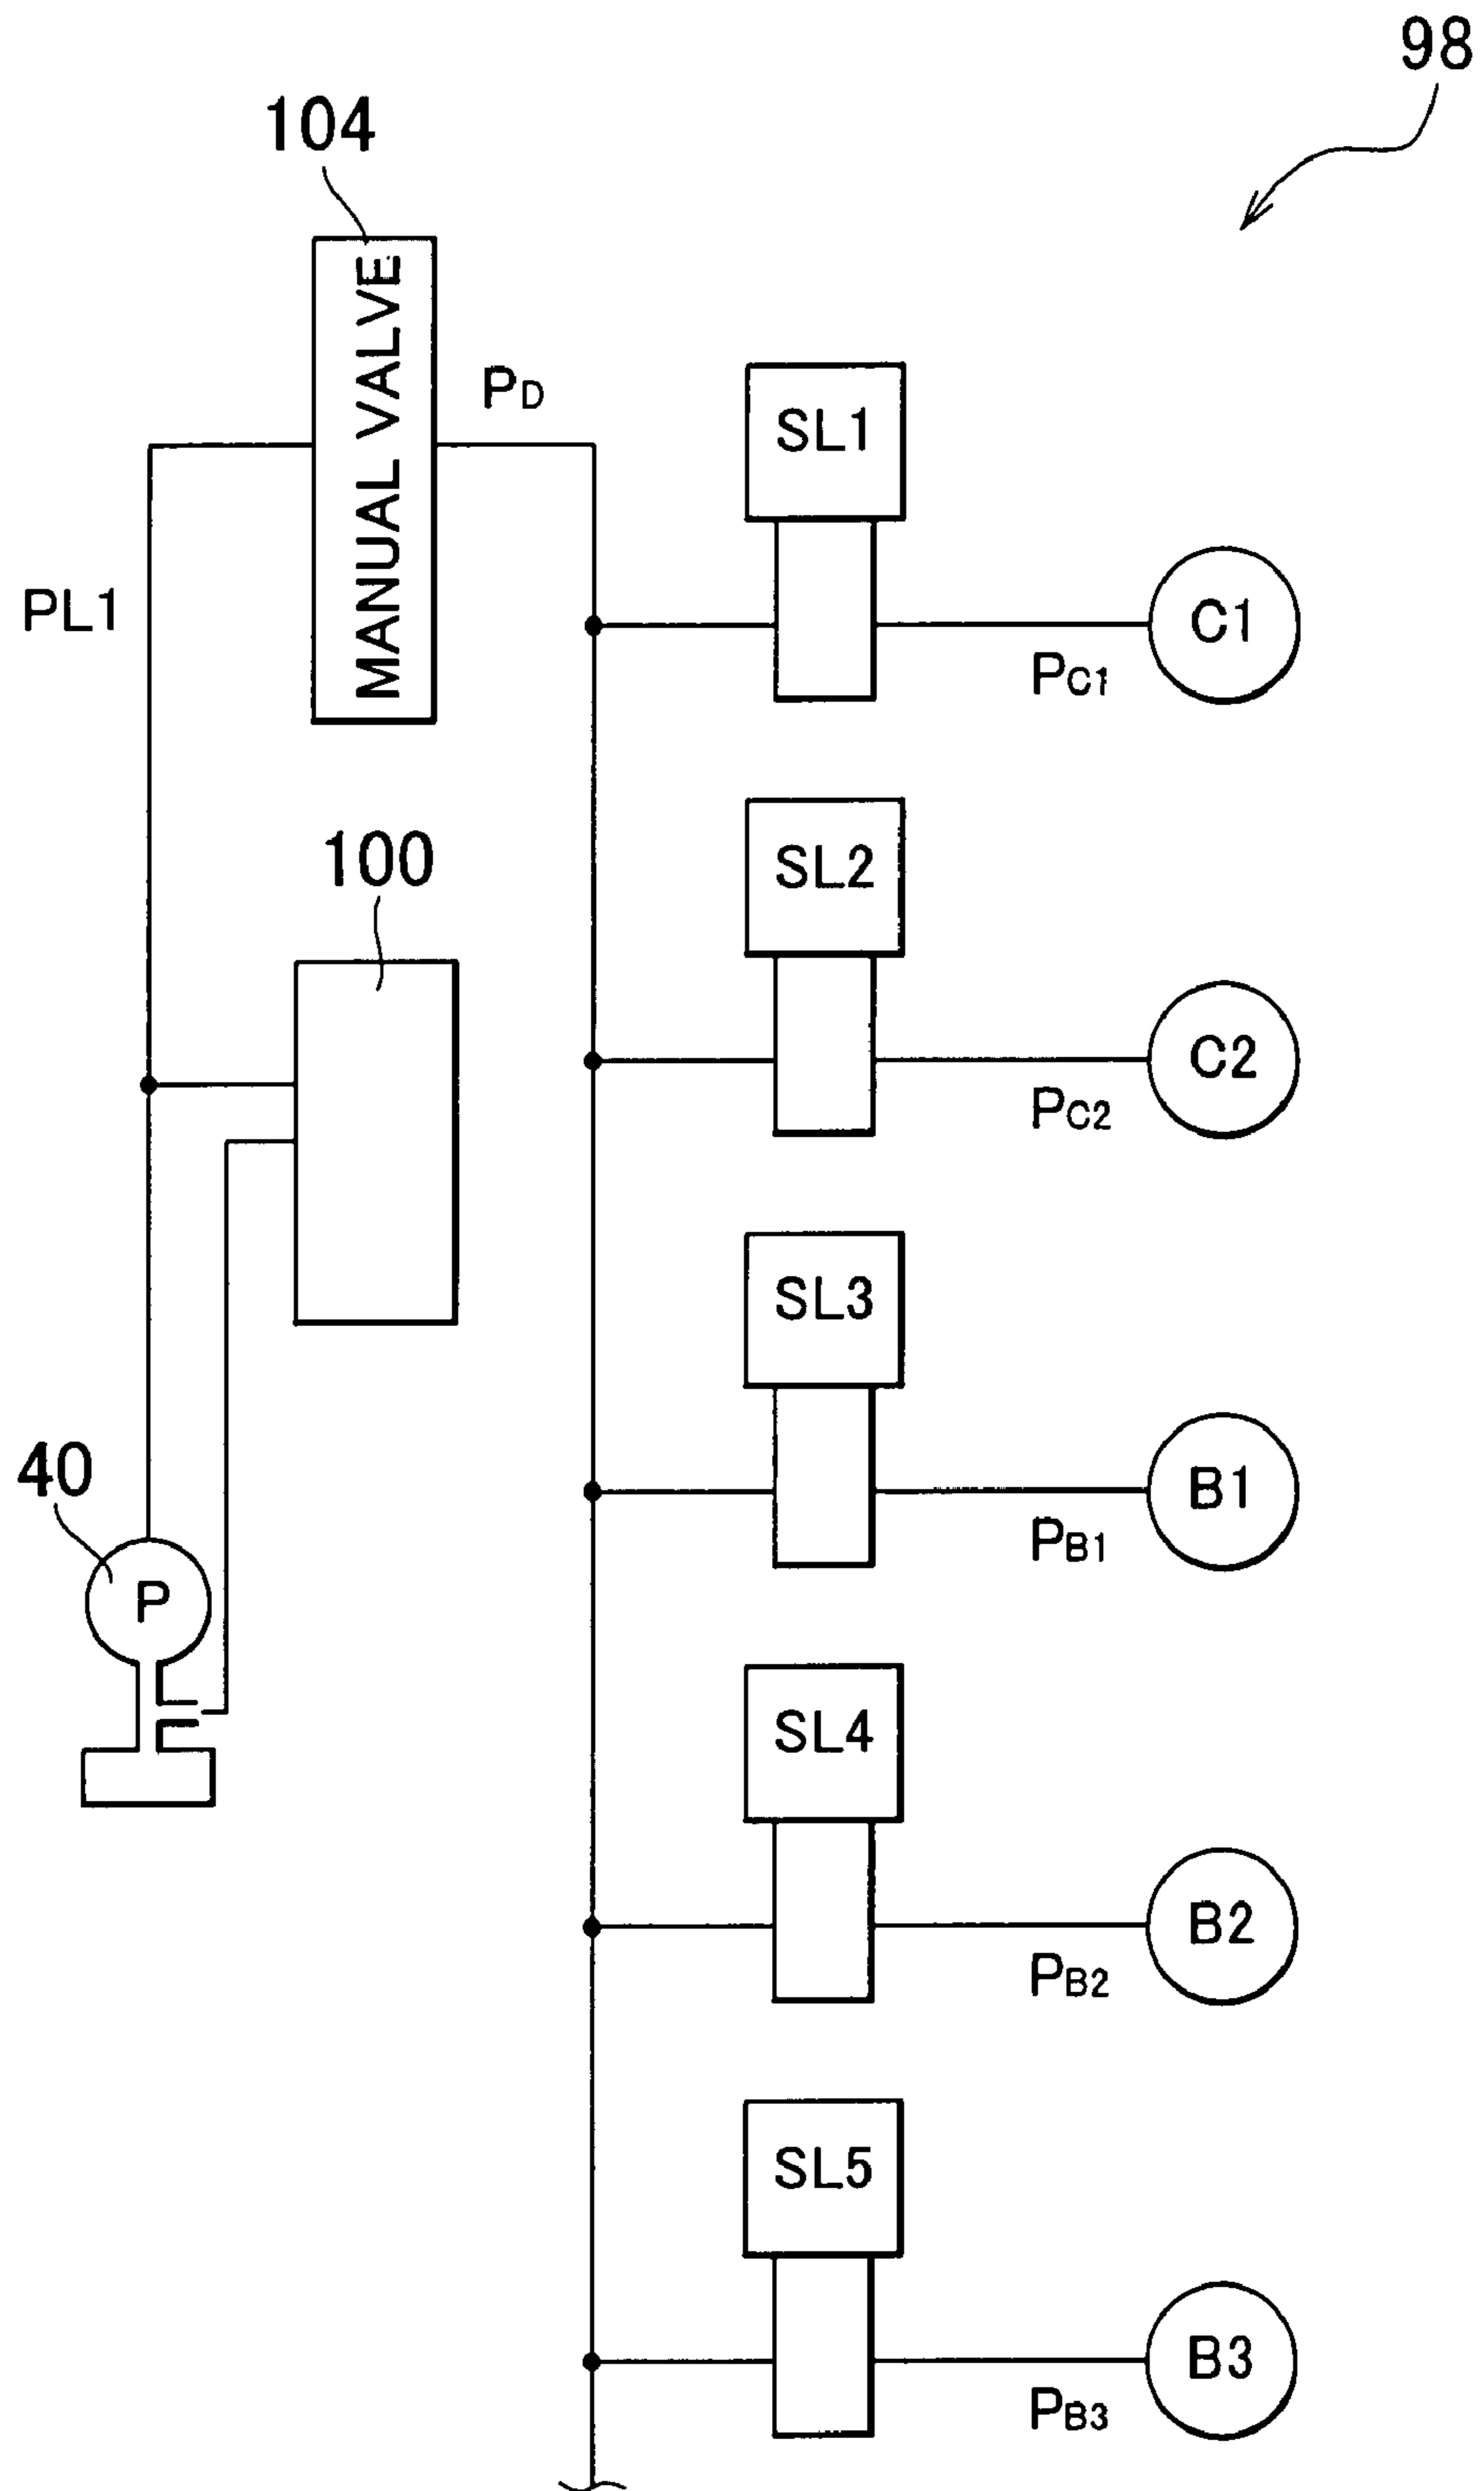 98
104
MANUAL VALVE
PD
SL1
PL1
C1
PC1
100
SL2
C2
PC2
SL3
40
B1
PB1
P
SL4
B2
PB2
SL5
B3
PB3